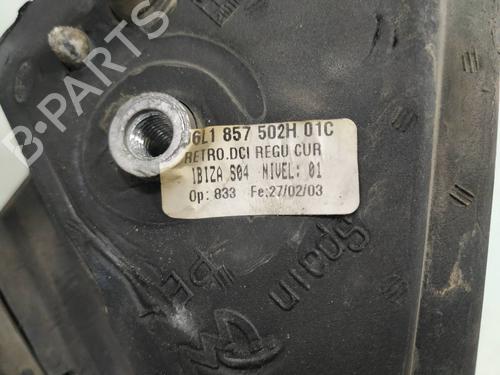 6L1 857 502H 01C
RETRO.DCI REGU CUR
IBIZA S04 NIVEL: 01
Op: 833 Fe:27/02/03
Spain
B-PARTS